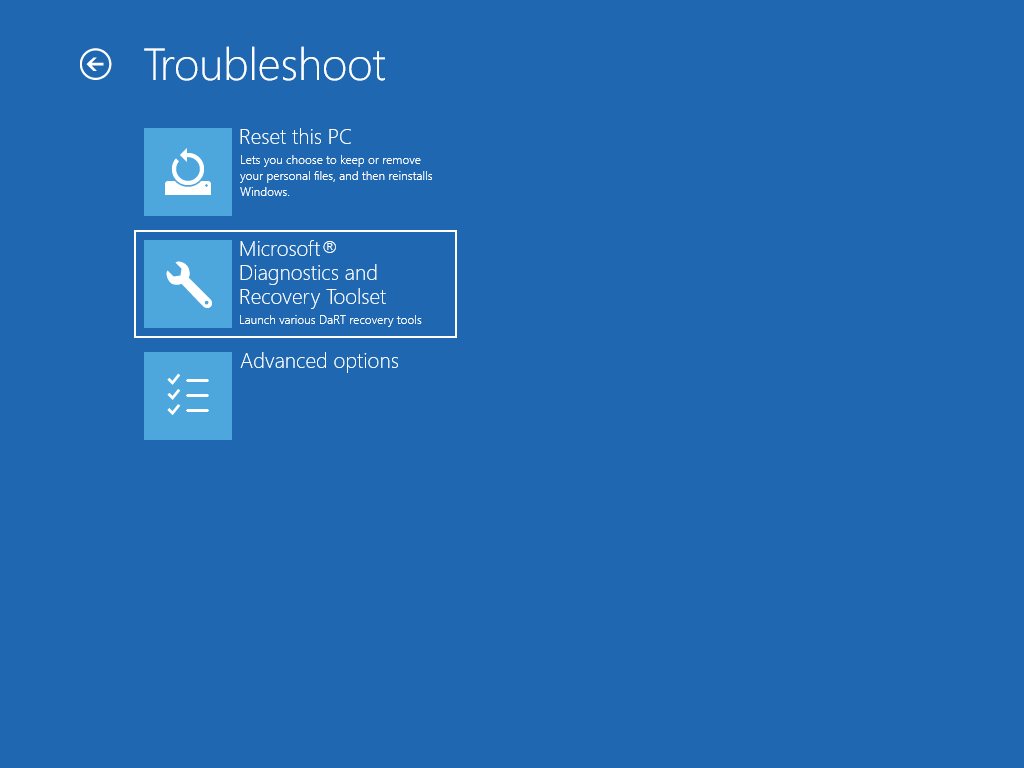 Troubleshoot
Reset this PC
Lets you choose to keep or remove
your personal files, and then reinstalls
Windows.
Microsoft®
Diagnostics and
Recovery Toolset
Launch various DaRT recovery tools
Advanced options